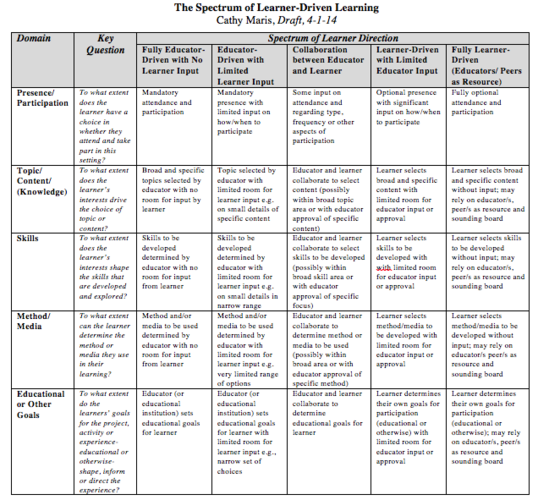 The Spectrum of Learner-Driven Learning
Cathy Maris, Draft, 4-1-14
Domain
Key
Question
Spectrum of Learner Direction
Fully Educator-
Driven with No
Learner Input
Educator-
Driven with
Limited
Learner Input
Collaboration
between Educator
and Learner
Learner-Driven
with Limited
Educator Input
Fully Learner-
Driven
(Educators/ Peers
as Resource)
Presence/
Participation
To what extent
does the
learner have a
choice in
whether they
attend and take
part in this
setting?
Mandatory
attendance and
participation
Mandatory
presence with
limited input on
how/when to
participate
Some input on
attendance and
regarding type,
frequency or other
aspects of
participation
Optional presence
with significant
input on how/when
to participate
Fully optional
attendance and
participation
Topic/
Content/
(Knowledge)
To what extent
does the
learner's
interests drive
the choice of
topic or
content?
Broad and specific
topics selected by
educator with no
room for input by
learner
Topic selected by
educator with
limited room for
learner input e.g.
on small details of
specific content
Educator and learner
collaborate to select
content (possibly
within broad topic
area or with educator
approval of specific
content)
Learner selects
broad and specific
content with
limited room for
educator input or
approval
Learner selects broad
and specific content
without input; may
rely on educator/s,
peer/s as resource and
sounding board
Skills
To what extent
does the
learner's
interests shape
the skills that
are developed
and explored?
Skills to be
developed
determined by
educator with no
room for input
from learner
Skills to be
developed
determined by
educator with
limited room for
learner input e.g.
on small details in
narrow range
Educator and learner
collaborate to select
skills to be developed
(possibly within
broad skill area or
with educator
approval of specific
focus)
Learner selects
skills to be
developed with
with limited room
for educator input
or approval
Learner selects skills
to be developed
without input; may
rely on educator/s,
peer/s as resource and
sounding board
Method/
Media
To what extent
can the learner
determine the
method or
media they use
in their
learning?
Method and/or
media to be used
determined by
educator with no
room for input
from learner
Method and/or
media to be used
determined by
educator with
limited room for
learner input e.g.
very limited range
of options
Educator and learner
collaborate to
determine method or
media to be used
(possibly within
broad area or with
educator approval of
specific method)
Learner selects
method/media to
be developed with
limited room for
educator input or
approval
Learner selects
method/media to be
developed without
input; may rely on
educator/s peer/s as
resource and
sounding board
Educational
or Other
Goals
To what extent
do the
learners' goals
for the project,
activity or
experience-
educational or
otherwise-
shape, inform
or direct the
experience?
Educator (or
educational
institution) sets
educational goals
for learner
Educator (or
educational
institution) sets
educational goals
for learner with
limited room for
learner input e.g.,
narrow set of
choices
Educator and learner
collaborate to
determine
educational goals for
learner
Learner determines
their own goals for
participation
(educational or
otherwise) with
limited room for
educator input or
approval
Learner determines
their own goals for
participation
(educational or
otherwise); may rely
on educator/s, peer/s
as resource and
sounding board